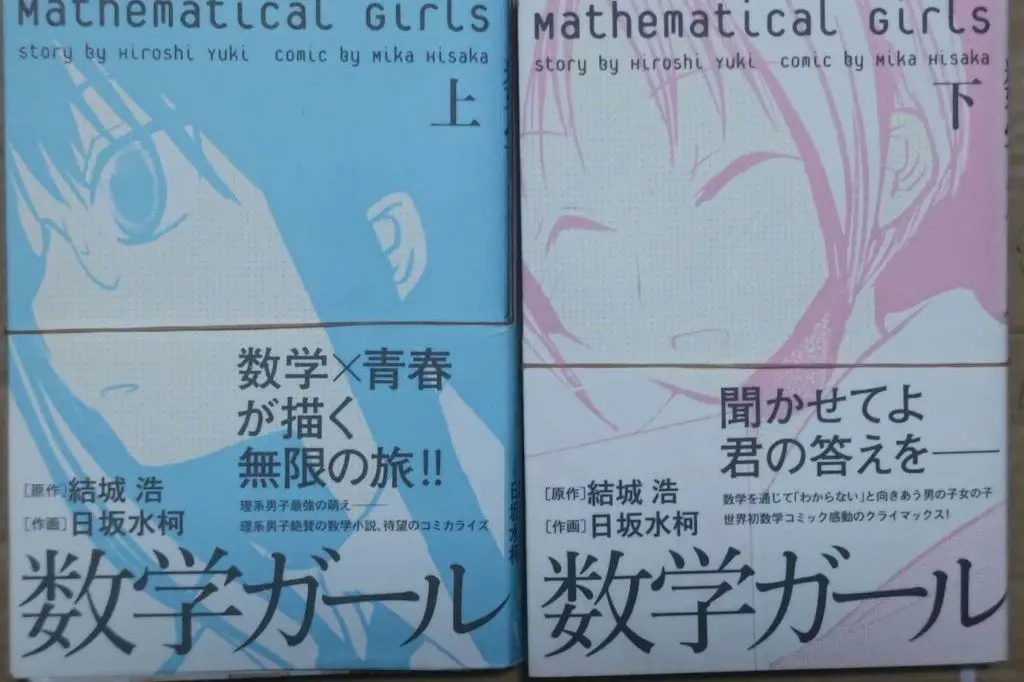 Mathematical Girls
story by Hiroshi Yuki comic by Mika Hisaka
上
数学×青春
が描く
無限の旅!!
理系男子最強の萌え――
理系男子絶賛の数学小説、待望のコミカライズ
[原作]結城 浩
[作画]日坂水柯
数学ガール
Mathematical Girls
story by Hiroshi Yuki comic by Mika Hisaka
下
聞かせてよ
君の答えを――
数学を通じて「わからない」と向きあう男の子女の子
世界初数学コミック感動のクライマックス!
[原作]結城 浩
[作画]日坂水柯
数学ガール